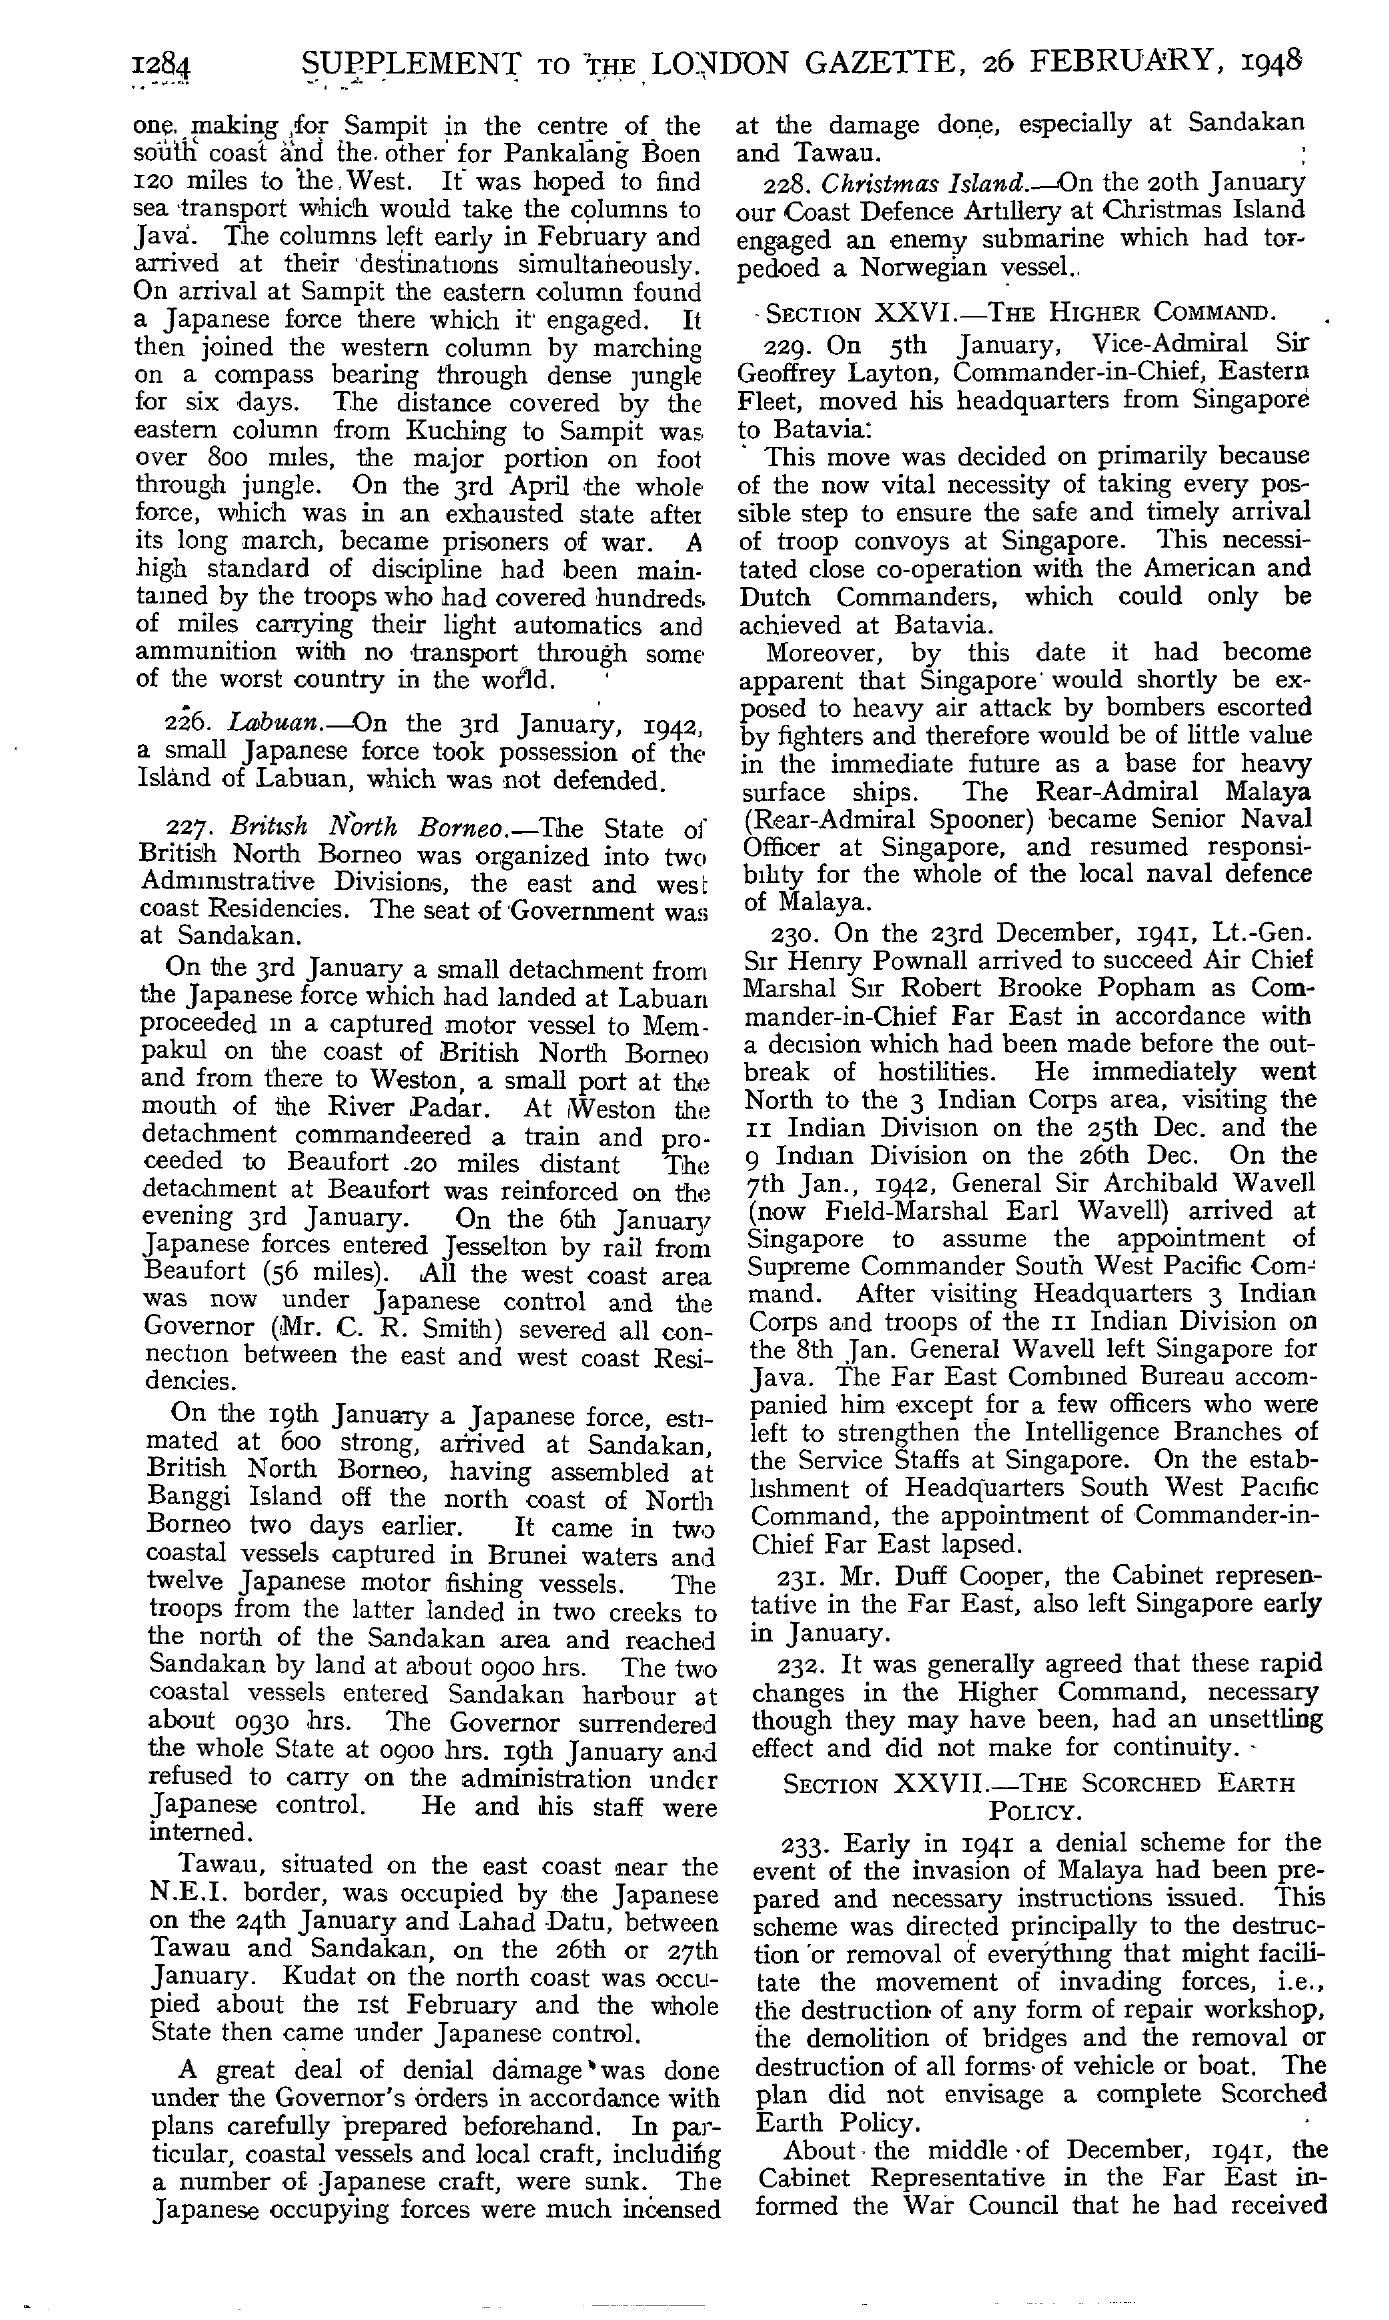 1284 SUPPLEMENT TO THE LONDON GAZETTE, 26 FEBRUARY, 1948
one making for Sampit in the centre of the
south coast and the other for Pankalang Boen
120 miles to the West. It was hoped to find
sea transport which would take the columns to
Java. The columns left early in February and
arrived at their destinations simultaneously.
On arrival at Sampit the eastern column found
a Japanese force there which it engaged. It
then joined the western column by marching
on a compass bearing through dense jungle
for six days. The distance covered by the
eastern column from Kuching to Sampit was
over 800 miles, the major portion on foot
through jungle. On the 3rd April the whole
force, which was in an exhausted state after
its long march, became prisoners of war. A
high standard of discipline had been main-
tained by the troops who had covered hundreds
of miles carrying their light automatics and
ammunition with no transport through some
of the worst country in the world.
226. Labuan.—On the 3rd January, 1942,
a small Japanese force took possession of the
Island of Labuan, which was not defended.
227. British North Borneo.—The State of
British North Borneo was organized into two
Administrative Divisions, the east and west
coast Residencies. The seat of Government was
at Sandakan.
On the 3rd January a small detachment from
the Japanese force which had landed at Labuan
proceeded in a captured motor vessel to Mem-
pakul on the coast of British North Borneo
and from there to Weston, a small port at the
mouth of the River Padar. At Weston the
detachment commandeered a train and pro-
ceeded to Beaufort 20 miles distant The
detachment at Beaufort was reinforced on the
evening 3rd January. On the 6th January
Japanese forces entered Jesselton by rail from
Beaufort (56 miles). All the west coast area
was now under Japanese control and the
Governor (Mr. C. R. Smith) severed all con-
nection between the east and west coast Resi-
dencies.
On the 19th January a Japanese force, esti-
mated at 600 strong, arrived at Sandakan,
British North Borneo, having assembled at
Banggi Island off the north coast of North
Borneo two days earlier. It came in two
coastal vessels captured in Brunei waters and
twelve Japanese motor fishing vessels. The
troops from the latter landed in two creeks to
the north of the Sandakan area and reached
Sandakan by land at about 0900 hrs. The two
coastal vessels entered Sandakan harbour at
about 0930 hrs. The Governor surrendered
the whole State at 0900 hrs. 19th January and
refused to carry on the administration under
Japanese control. He and his staff were
interned.
Tawau, situated on the east coast near the
N.E.I. border, was occupied by the Japanese
on the 24th January and Lahad Datu, between
Tawau and Sandakan, on the 26th or 27th
January. Kudat on the north coast was occu-
pied about the 1st February and the whole
State then came under Japanese control.
A great deal of denial damage was done
under the Governor's orders in accordance with
plans carefully prepared beforehand. In par-
ticular, coastal vessels and local craft, including
a number of Japanese craft, were sunk. The
Japanese occupying forces were much incensed
at the damage done, especially at Sandakan
and Tawau.
228. Christmas Island.—On the 20th January
our Coast Defence Artillery at Christmas Island
engaged an enemy submarine which had tor-
pedoed a Norwegian vessel.
SECTION XXVI.—THE HIGHER COMMAND.
229. On 5th January, Vice-Admiral Sir
Geoffrey Layton, Commander-in-Chief, Eastern
Fleet, moved his headquarters from Singapore
to Batavia:
This move was decided on primarily because
of the now vital necessity of taking every pos-
sible step to ensure the safe and timely arrival
of troop convoys at Singapore. This necessi-
tated close co-operation with the American and
Dutch Commanders, which could only be
achieved at Batavia.
Moreover, by this date it had become
apparent that Singapore would shortly be ex-
posed to heavy air attack by bombers escorted
by fighters and therefore would be of little value
in the immediate future as a base for heavy
surface ships. The Rear-Admiral Malaya
(Rear-Admiral Spooner) became Senior Naval
Officer at Singapore, and resumed responsi-
bility for the whole of the local naval defence
of Malaya.
230. On the 23rd December, 1941, Lt.-Gen.
Sir Henry Pownall arrived to succeed Air Chief
Marshal Sir Robert Brooke Popham as Com-
mander-in-Chief Far East in accordance with
a decision which had been made before the out-
break of hostilities. He immediately went
North to the 3 Indian Corps area, visiting the
11 Indian Division on the 25th Dec. and the
9 Indian Division on the 26th Dec. On the
7th Jan., 1942, General Sir Archibald Wavell
(now Field-Marshal Earl Wavell) arrived at
Singapore to assume the appointment of
Supreme Commander South West Pacific Com-
mand. After visiting Headquarters 3 Indian
Corps and troops of the 11 Indian Division on
the 8th Jan. General Wavell left Singapore for
Java. The Far East Combined Bureau accom-
panied him except for a few officers who were
left to strengthen the Intelligence Branches of
the Service Staffs at Singapore. On the estab-
lishment of Headquarters South West Pacific
Command, the appointment of Commander-in-
Chief Far East lapsed.
231. Mr. Duff Cooper, the Cabinet represen-
tative in the Far East, also left Singapore early
in January.
232. It was generally agreed that these rapid
changes in the Higher Command, necessary
though they may have been, had an unsettling
effect and did not make for continuity.
SECTION XXVII.—THE SCORCHED EARTH
POLICY.
233. Early in 1941 a denial scheme for the
event of the invasion of Malaya had been pre-
pared and necessary instructions issued. This
scheme was directed principally to the destruc-
tion or removal of everything that might facili-
tate the movement of invading forces, i.e.,
the destruction of any form of repair workshop,
the demolition of bridges and the removal or
destruction of all forms of vehicle or boat. The
plan did not envisage a complete Scorched
Earth Policy.
About the middle of December, 1941, the
Cabinet Representative in the Far East in-
formed the War Council that he had received